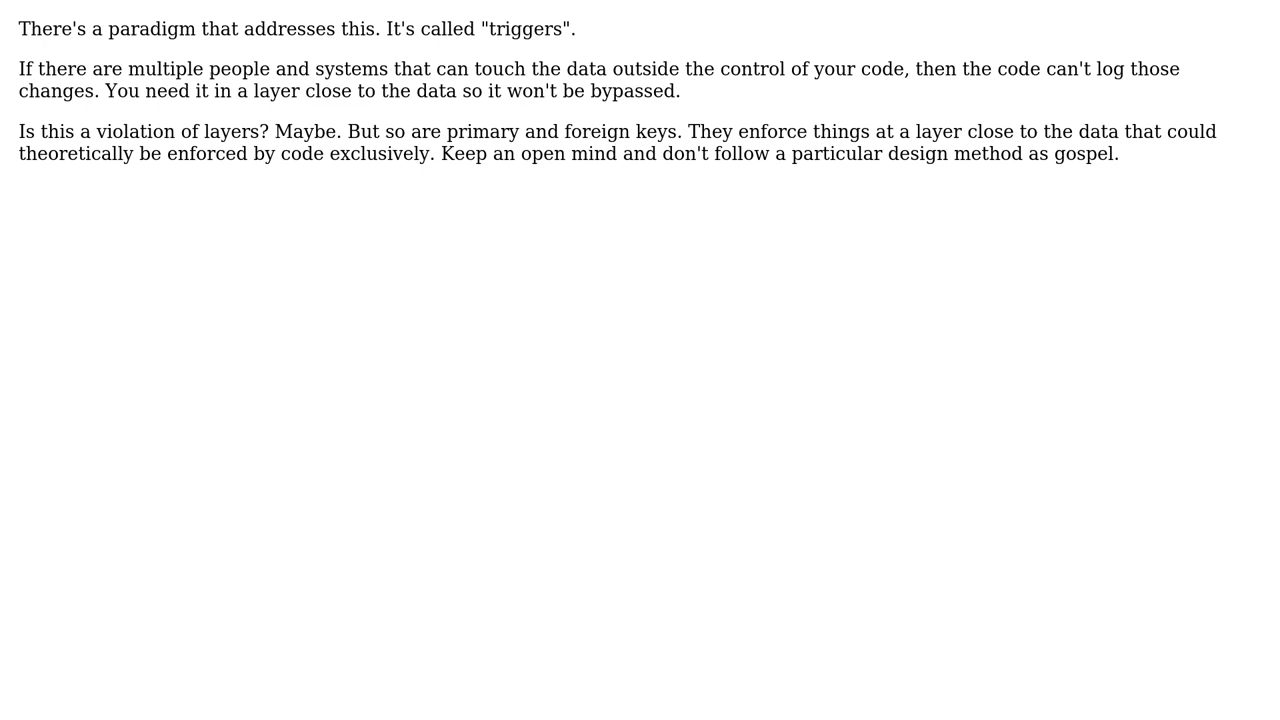 There's a paradigm that addresses this. It's called "triggers".
If there are multiple people and systems that can touch the data outside the control of your code, then the code can't log those
changes. You need it in a layer close to the data so it won't be bypassed.
Is this a violation of layers? Maybe. But so are primary and foreign keys. They enforce things at a layer close to the data that could
theoretically be enforced by code exclusively. Keep an open mind and don't follow a particular design method as gospel.